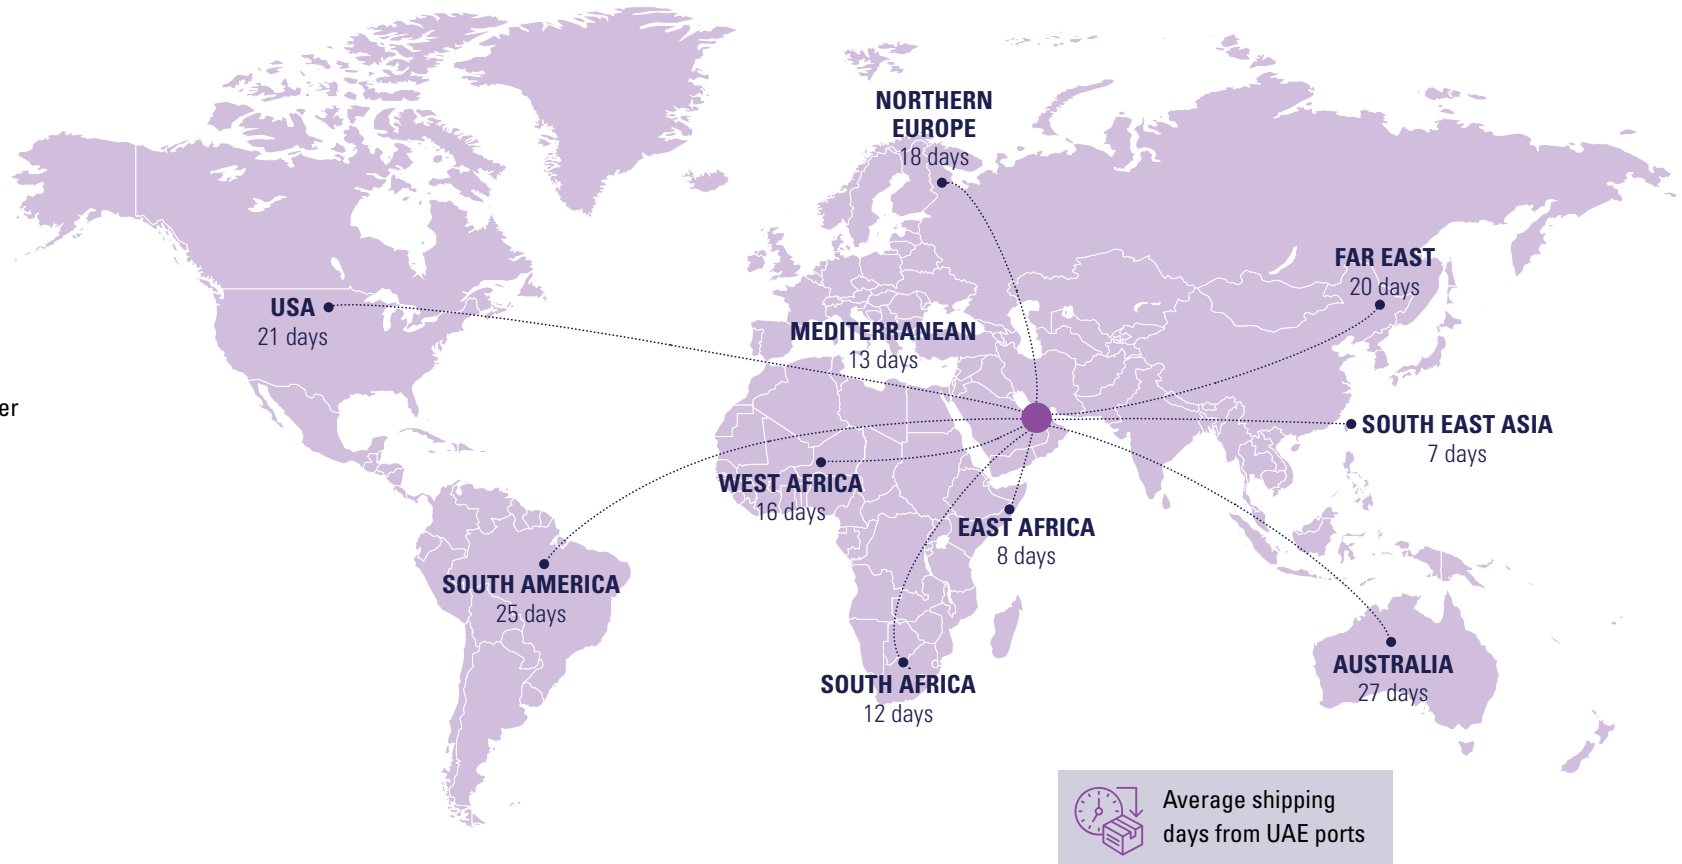 NORTHERN
EUROPE
18 days
FAR EAST
20 days
USA
21 days
MEDITERRANEAN
13 days
er
SOUTH EAST ASIA
7 days
WEST AFRICA
16 days
EAST AFRICA
8 days
SOUTH AMERICA
25 days
AUSTRALIA
27 days
SOUTH AFRICA
12 days
Average shipping
days from UAE ports